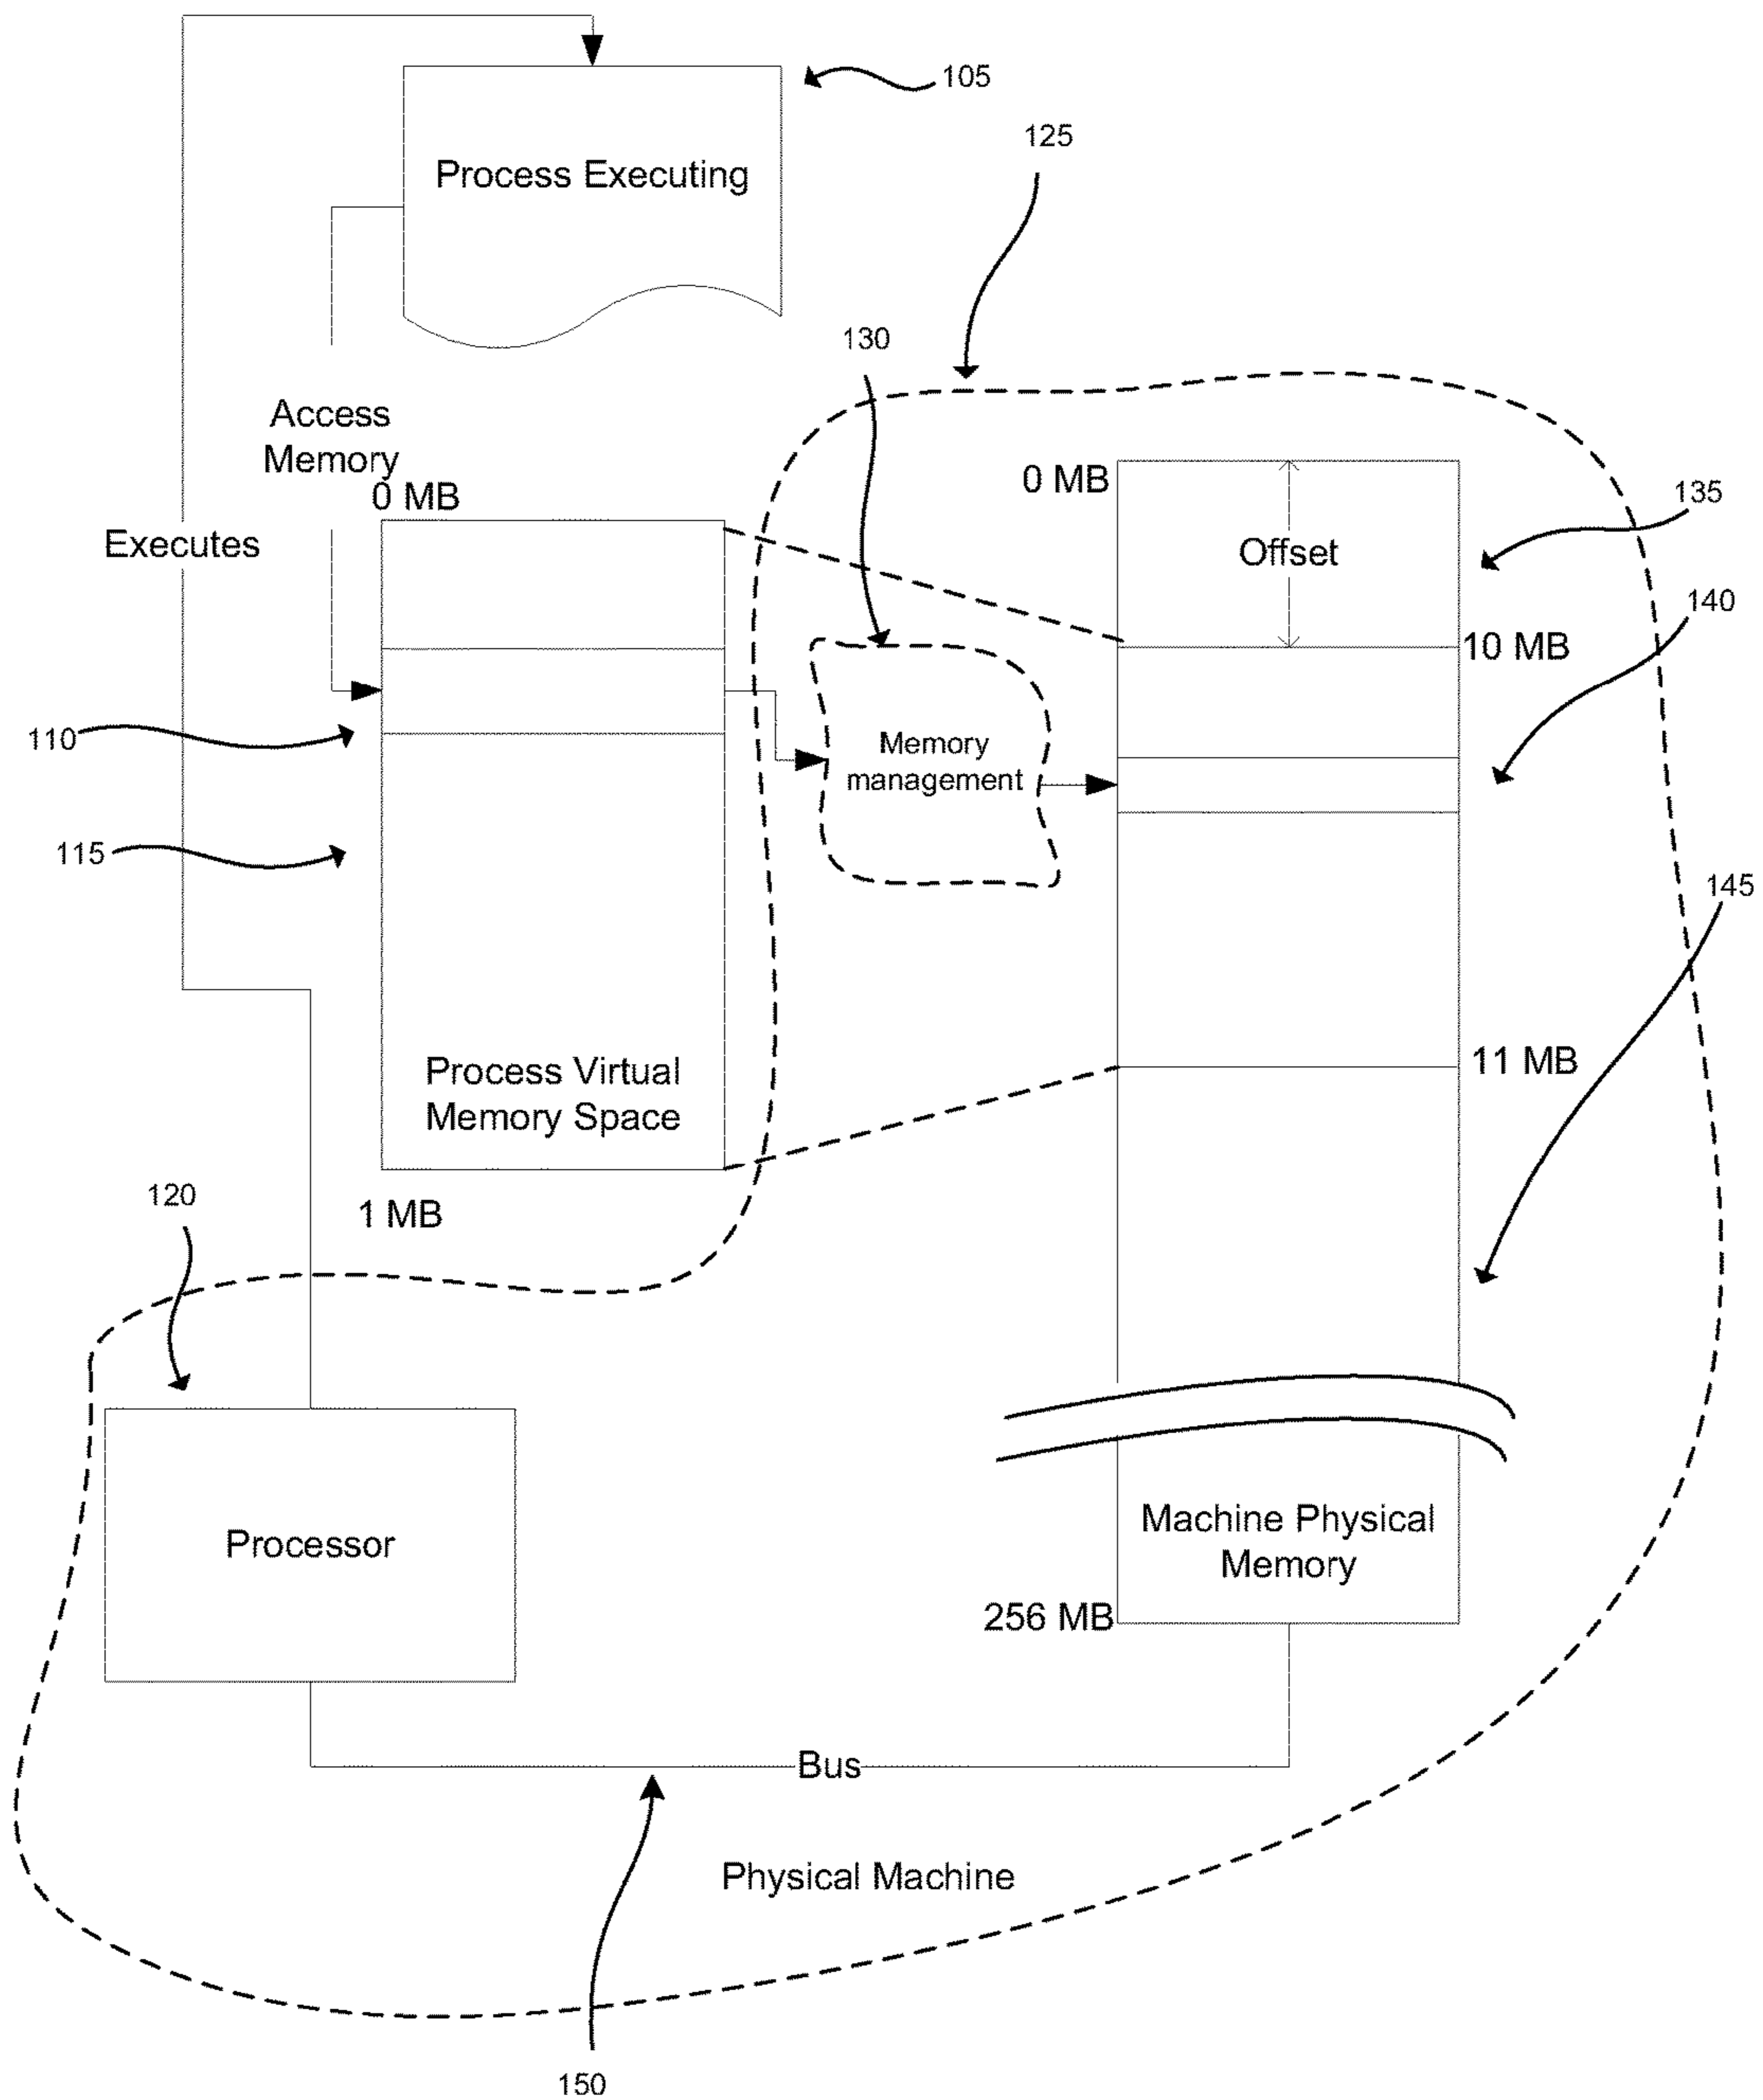 105
125
Process Executing
130
Access
Memory
0 MB
0 MB
135
Executes
Offset
140
10 MB
110
Memory
management
115
145
11 MB
Process Virtual
Memory Space
120
1 MB
Machine Physical
Memory
Processor
256 MB
Bus
Physical Machine
150